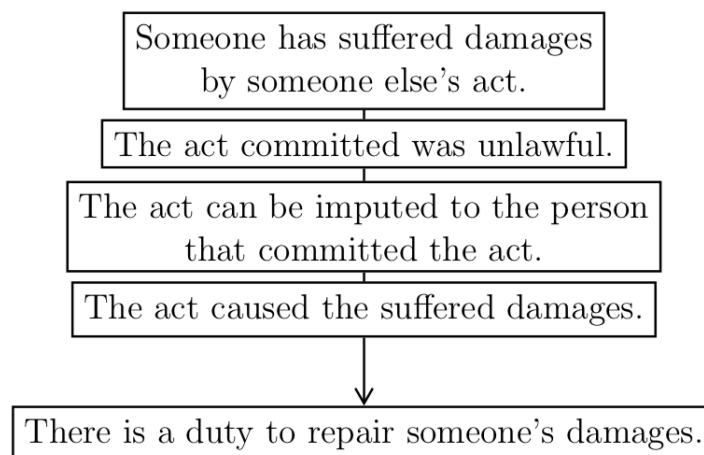 Someone has suffered damages
by someone else's act.
The act committed was unlawful.
The act can be imputed to the person
that committed the act.
The act caused the suffered damages.
There is a duty to repair someone's damages.